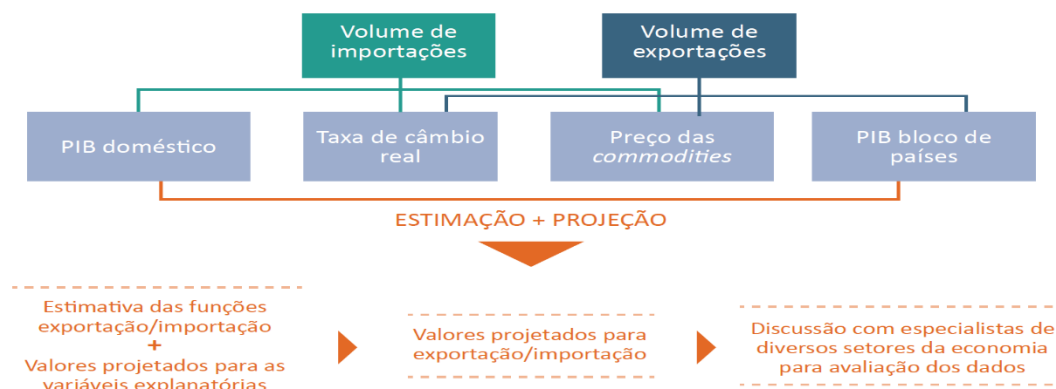 Volume de
importações
Volume de
exportações
PIB doméstico
Taxa de câmbio
real
Preço das
commodities
PIB bloco de
países
ESTIMAÇÃO + PROJEÇÃO
Estimativa das funções
exportação/importação
+
Valores projetados para as
variáveis explanatórias
Valores projetados para
exportação/importação
Discussão com especialistas de
diversos setores da economia
para avaliação dos dados